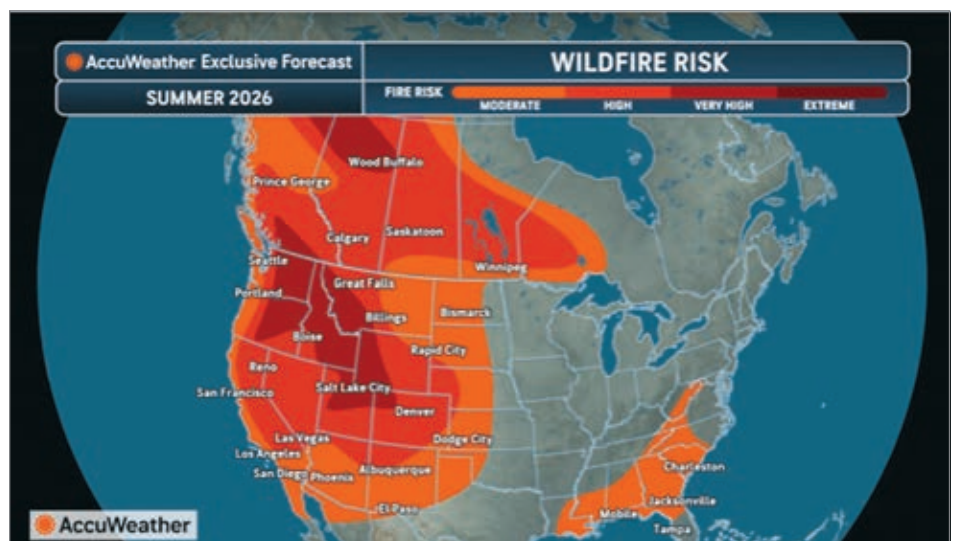 AccuWeather Exclusive Forecast
WILDFIRE RISK
SUMMER 2026
FIRE RISK
MODERATE HIGH VERY HIGH EXTREME
Wood Buffalo
Prince George
Calgary
Saskatoon
Seattle
Winnipeg
Great Falls
Portland
Billings
Bismarck
Boise
Rapid City
Reno
San Francisco
Salt Lake City
Denver
Las Vegas
Dodge City
Los Angeles
San Diego
Phoenix
Albuquerque
Charleston
El Paso
Mobile
Jacksonville
Tampa
AccuWeather